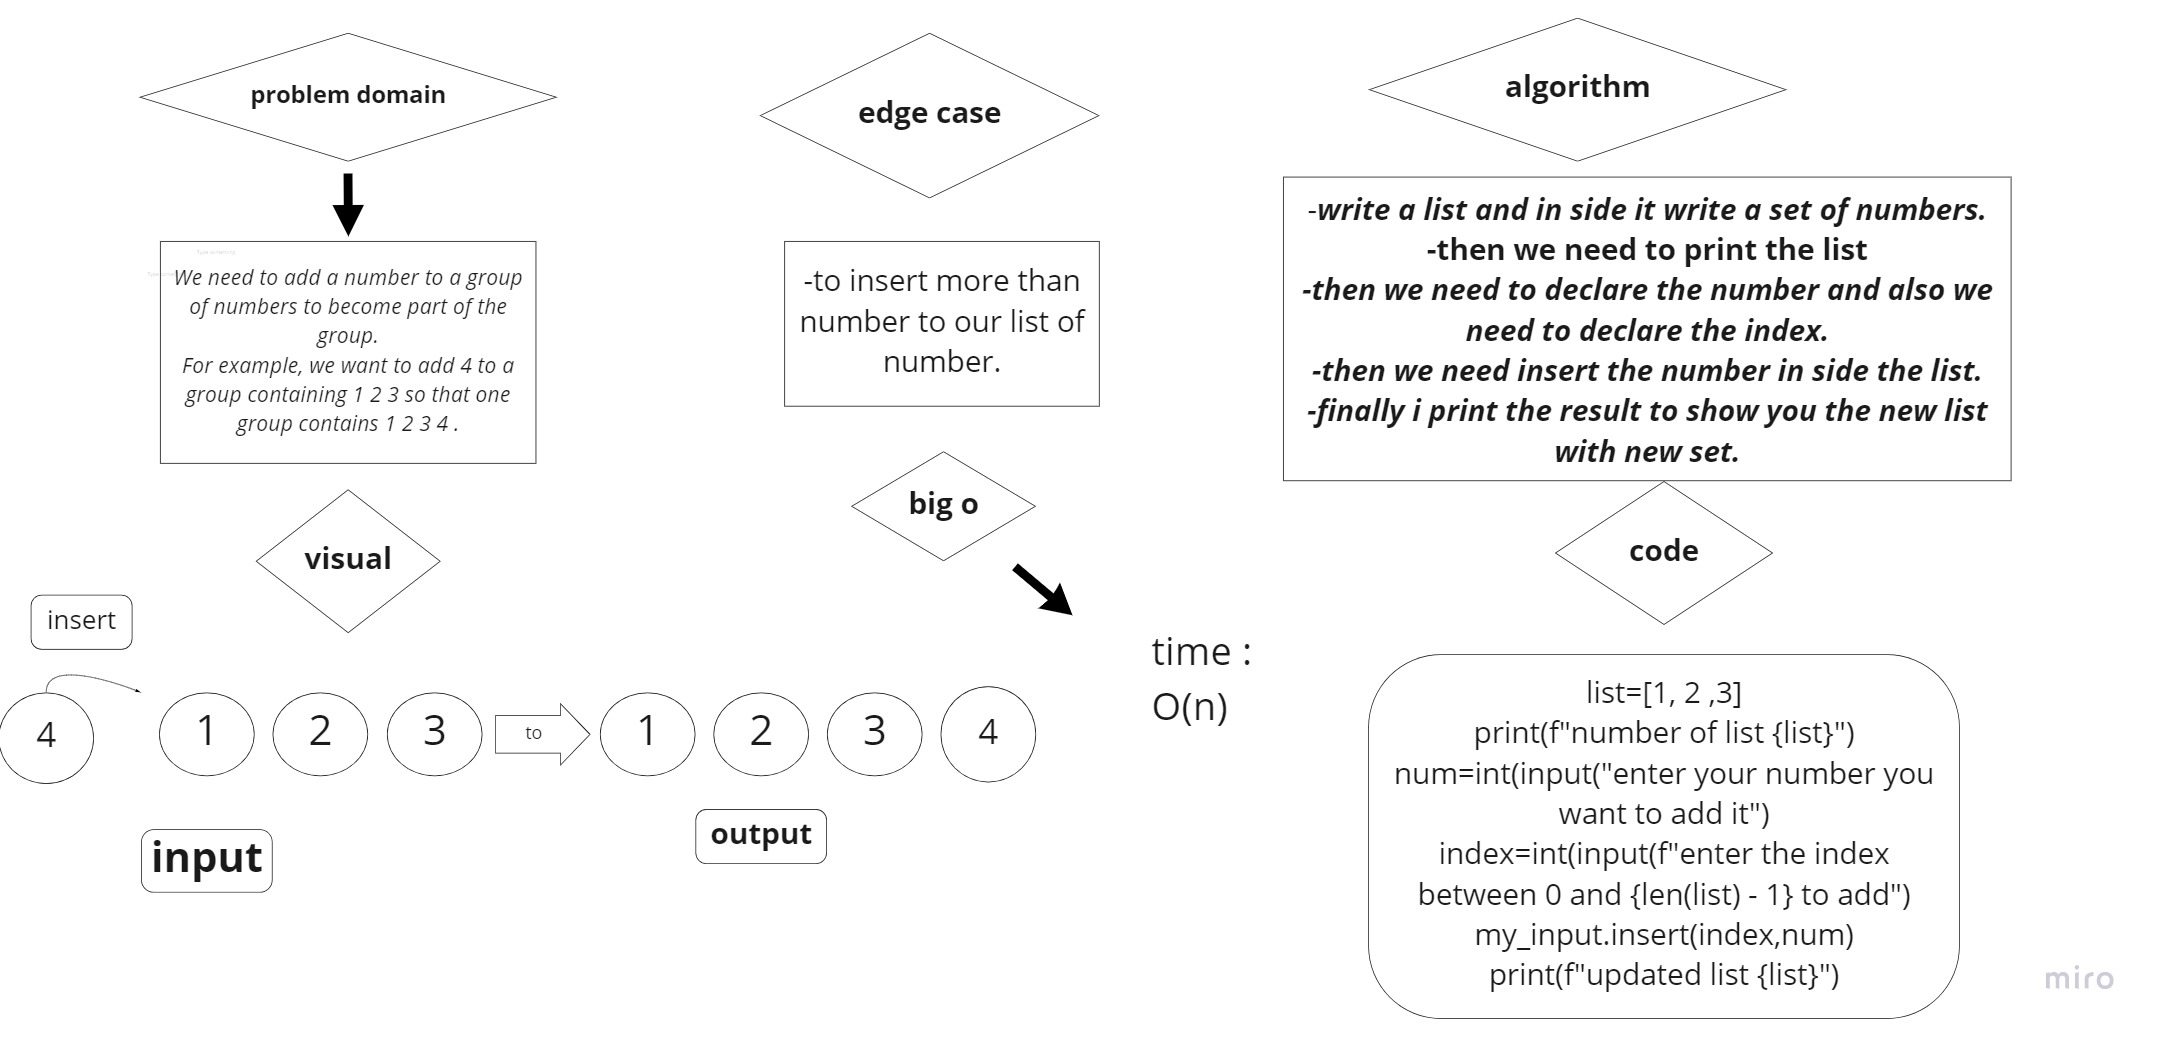 problem domain
We need to add a number to a group
of numbers to become part of the
group.
For example, we want to add 4 to a
group containing 1 2 3 so that one
group contains 1 2 3 4 .
visual
insert
4
1
2
3
to
1
2
3
4
input
output
edge case
-to insert more than
number to our list of
number.
big o
time :
O(n)
algorithm
-write a list and in side it write a set of numbers.
-then we need to print the list
-then we need to declare the number and also we
need to declare the index.
-then we need insert the number in side the list.
-finally i print the result to show you the new list
with new set.
code
list=[1, 2 ,3]
print(f"number of list {list}")
num=int(input("enter your number you
want to add it")
index=int(input(f"enter the index
between 0 and {len(list) - 1} to add")
my_input.insert(index,num)
print(f"updated list {list}")
miro